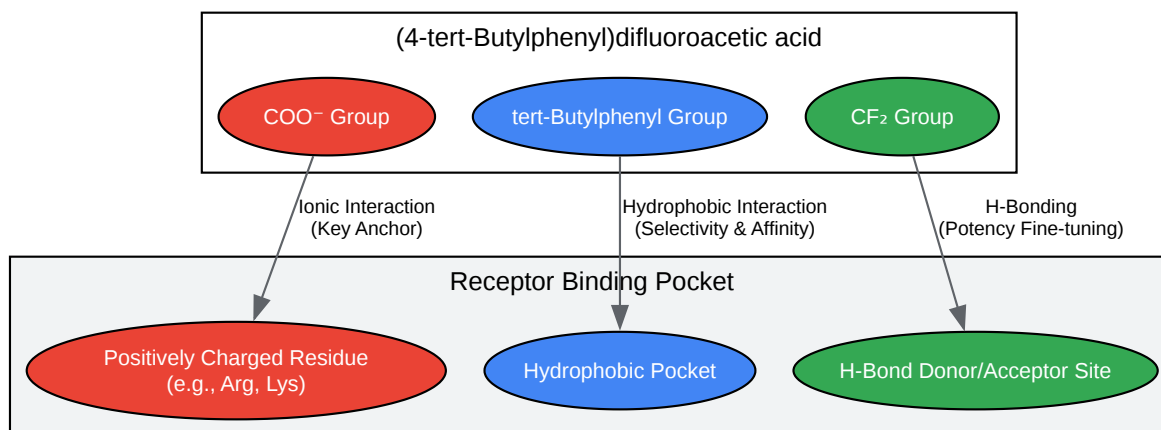 (4-tert-Butylphenyl)difluoroacetic acid
COO⁻ Group
tert-Butylphenyl Group
CF₂ Group
Ionic Interaction
(Key Anchor)
Hydrophobic Interaction
(Selectivity & Affinity)
H-Bonding
(Potency Fine-tuning)
Receptor Binding Pocket
Positively Charged Residue
(e.g., Arg, Lys)
Hydrophobic Pocket
H-Bond Donor/Acceptor Site